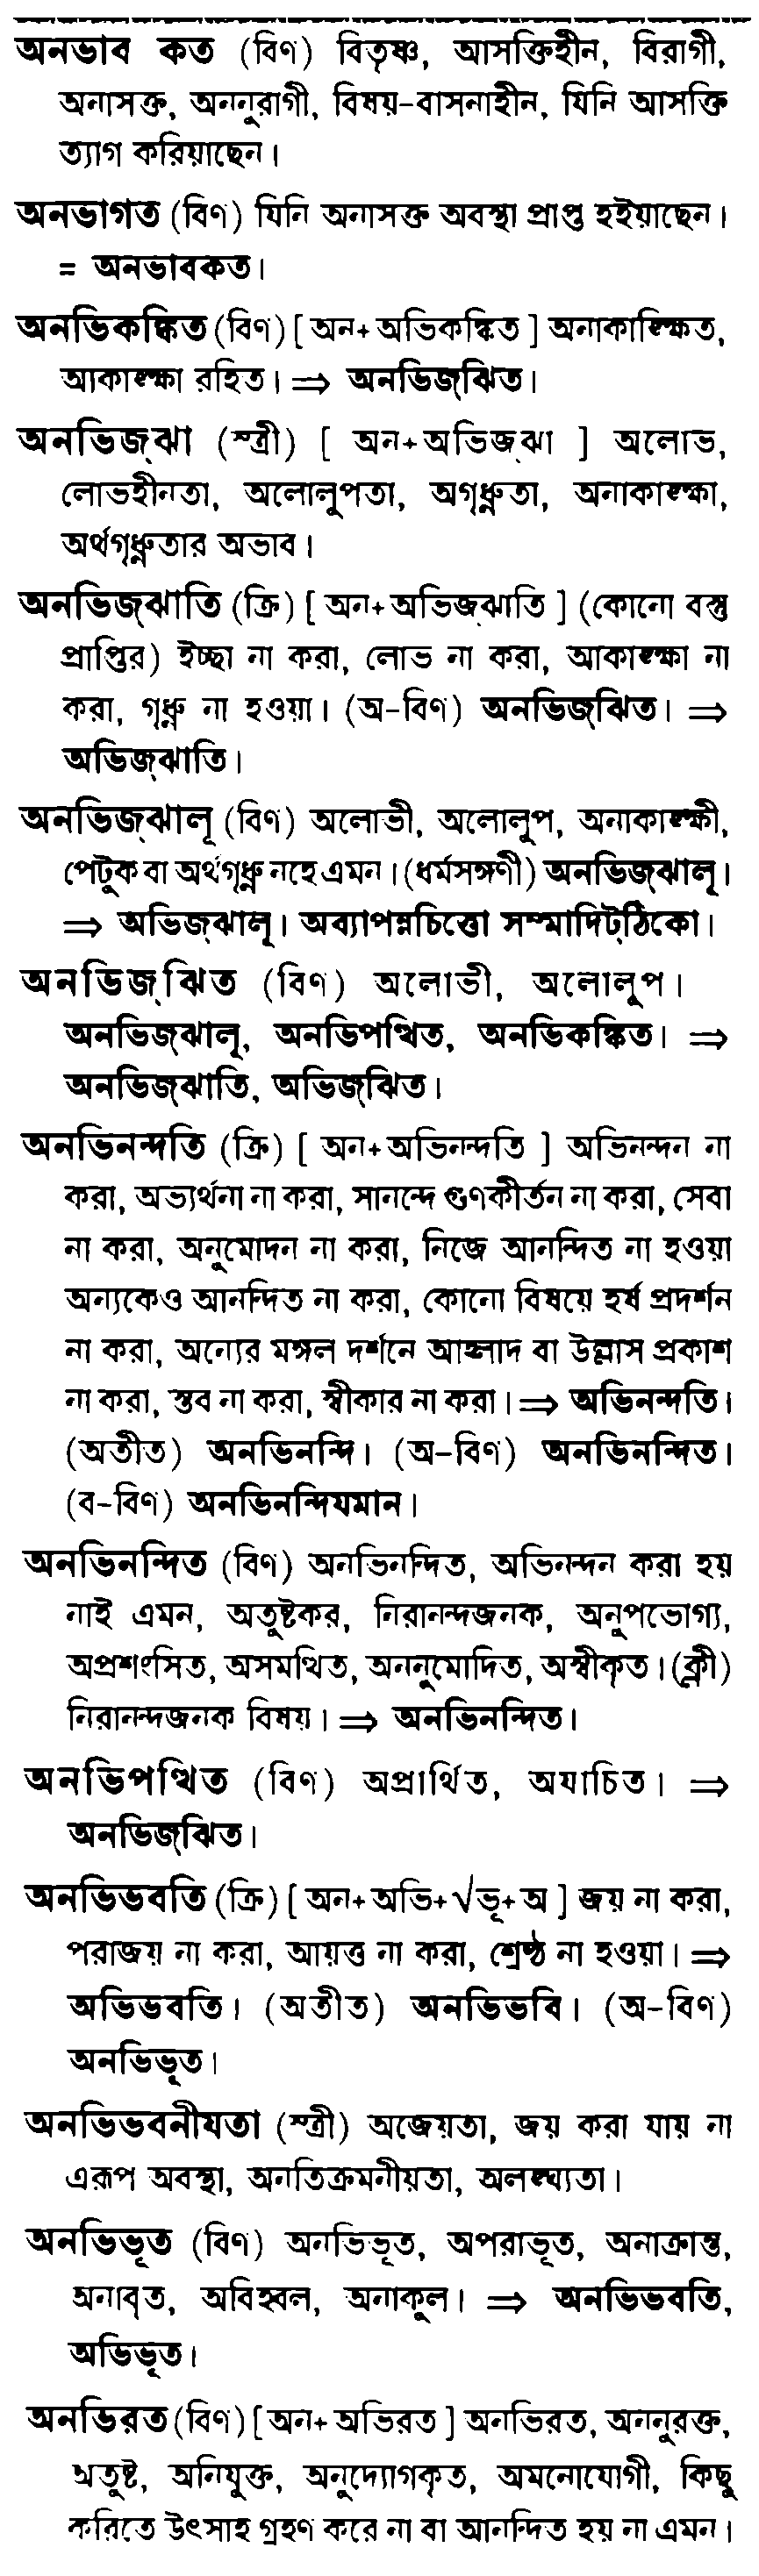 অনভাব কত (বিণ) বিতৃষ্ণ, আসক্তিহীন, বিরাগী,
অনাসক্ত, অননুরাগী, বিষয়-বাসনাহীন, যিনি আসক্তি
ত্যাগ করিয়াছেন।
অনভাগত (বিণ) যিনি অনাসক্ত অবস্থা প্রাপ্ত হইয়াছেন।
= অনভাবকত।
অনভিকঙ্কিত (বিণ) [ অন+ অভিকঙ্কিত ] অনাকাঙ্ক্ষিত,
আকাঙ্ক্ষা রহিত। ⇒ অনভিজ্ঝিত।
অনভিজ্ঝা (স্ত্রী) [ অন+অভিজ্ঝা ] অলোভ,
লোভহীনতা, অলোলুপতা, অগৃধ্নুতা, অনাকাঙ্ক্ষা,
অর্থগৃধ্নুতার অভাব।
অনভিজ্ঝাতি (ক্রি) [ অন+অভিজ্ঝাতি ] (কোনো বস্তু
প্রাপ্তির) ইচ্ছা না করা, লোভ না করা, আকাঙ্ক্ষা না
করা, গৃধ্নু না হওয়া। (অ-বিণ) অনভিজ্ঝিত। ⇒
অভিজ্ঝাতি।
অনভিজ্ঝালূ (বিণ) অলোভী, অলোলুপ, অনাকাঙ্ক্ষী,
পেটুক বা অর্থগৃধ্নু নহে এমন। (ধর্মসঙ্গণী) অনভিজ্ঝালূ।
⇒ অভিজ্ঝালূ। অব্যাপন্নচিত্তো সম্মাদিট্ঠিকো।
অনভিজ্ঝিত (বিণ) অলোভী, অলোলুপ।
অনভিজ্ঝালূ, অনভিপত্থিত, অনভিকঙ্কিত। ⇒
অনভিজ্ঝাতি, অভিজ্ঝিত।
অনভিনন্দতি (ক্রি) [ অন+অভিনন্দতি ] অভিনন্দন না
করা, অভ্যর্থনা না করা, সানন্দে গুণকীর্তন না করা, সেবা
না করা, অনুমোদন না করা, নিজে আনন্দিত না হওয়া
অন্যকেও আনন্দিত না করা, কোনো বিষয়ে হর্ষ প্রদর্শন
না করা, অন্যের মঙ্গল দর্শনে আহ্লাদ বা উল্লাস প্রকাশ
না করা, স্তব না করা, স্বীকার না করা। ⇒ অভিনন্দতি।
(অতীত) অনভিনন্দি। (অ-বিণ) অনভিনন্দিত।
(ব-বিণ) অনভিনন্দিযমান।
অনভিনন্দিত (বিণ) অনভিনন্দিত, অভিনন্দন করা হয়
নাই এমন, অতুষ্টকর, নিরানন্দজনক, অনুপভোগ্য,
অপ্রশংসিত, অসমত্থিত, অননুমোদিত, অস্বীকৃত। (ক্লী)
নিরানন্দজনক বিষয়। ⇒ অনভিনন্দিত।
অনভিপত্থিত (বিণ) অপ্রার্থিত, অযাচিত। ⇒
অনভিজ্ঝিত।
অনভিভবতি (ক্রি) [ অন+ অভি+√ভূ+ অ ] জয় না করা,
পরাজয় না করা, আয়ত্ত না করা, শ্রেষ্ঠ না হওয়া। ⇒
অভিভবতি। (অতীত) অনভিভবি। (অ-বিণ)
অনভিভূত।
অনভিভবনীযতা (স্ত্রী) অজেয়তা, জয় করা যায় না
এরূপ অবস্থা, অনতিক্রমনীয়তা, অলঙ্ঘ্যতা।
অনভিভূত (বিণ) অনভিভূত, অপরাভূত, অনাক্রান্ত,
অনাবৃত, অবিহ্বল, অনাকুল। ⇒ অনভিভবতি,
অভিভূত।
অনভিরত (বিণ) [ অন+ অভিরত ] অনভিরত, অননুরক্ত,
অতুষ্ট, অনিযুক্ত, অনুদ্যোগকৃত, অমনোযোগী, কিছু
করিতে উৎসাহ গ্রহণ করে না বা আনন্দিত হয় না এমন।